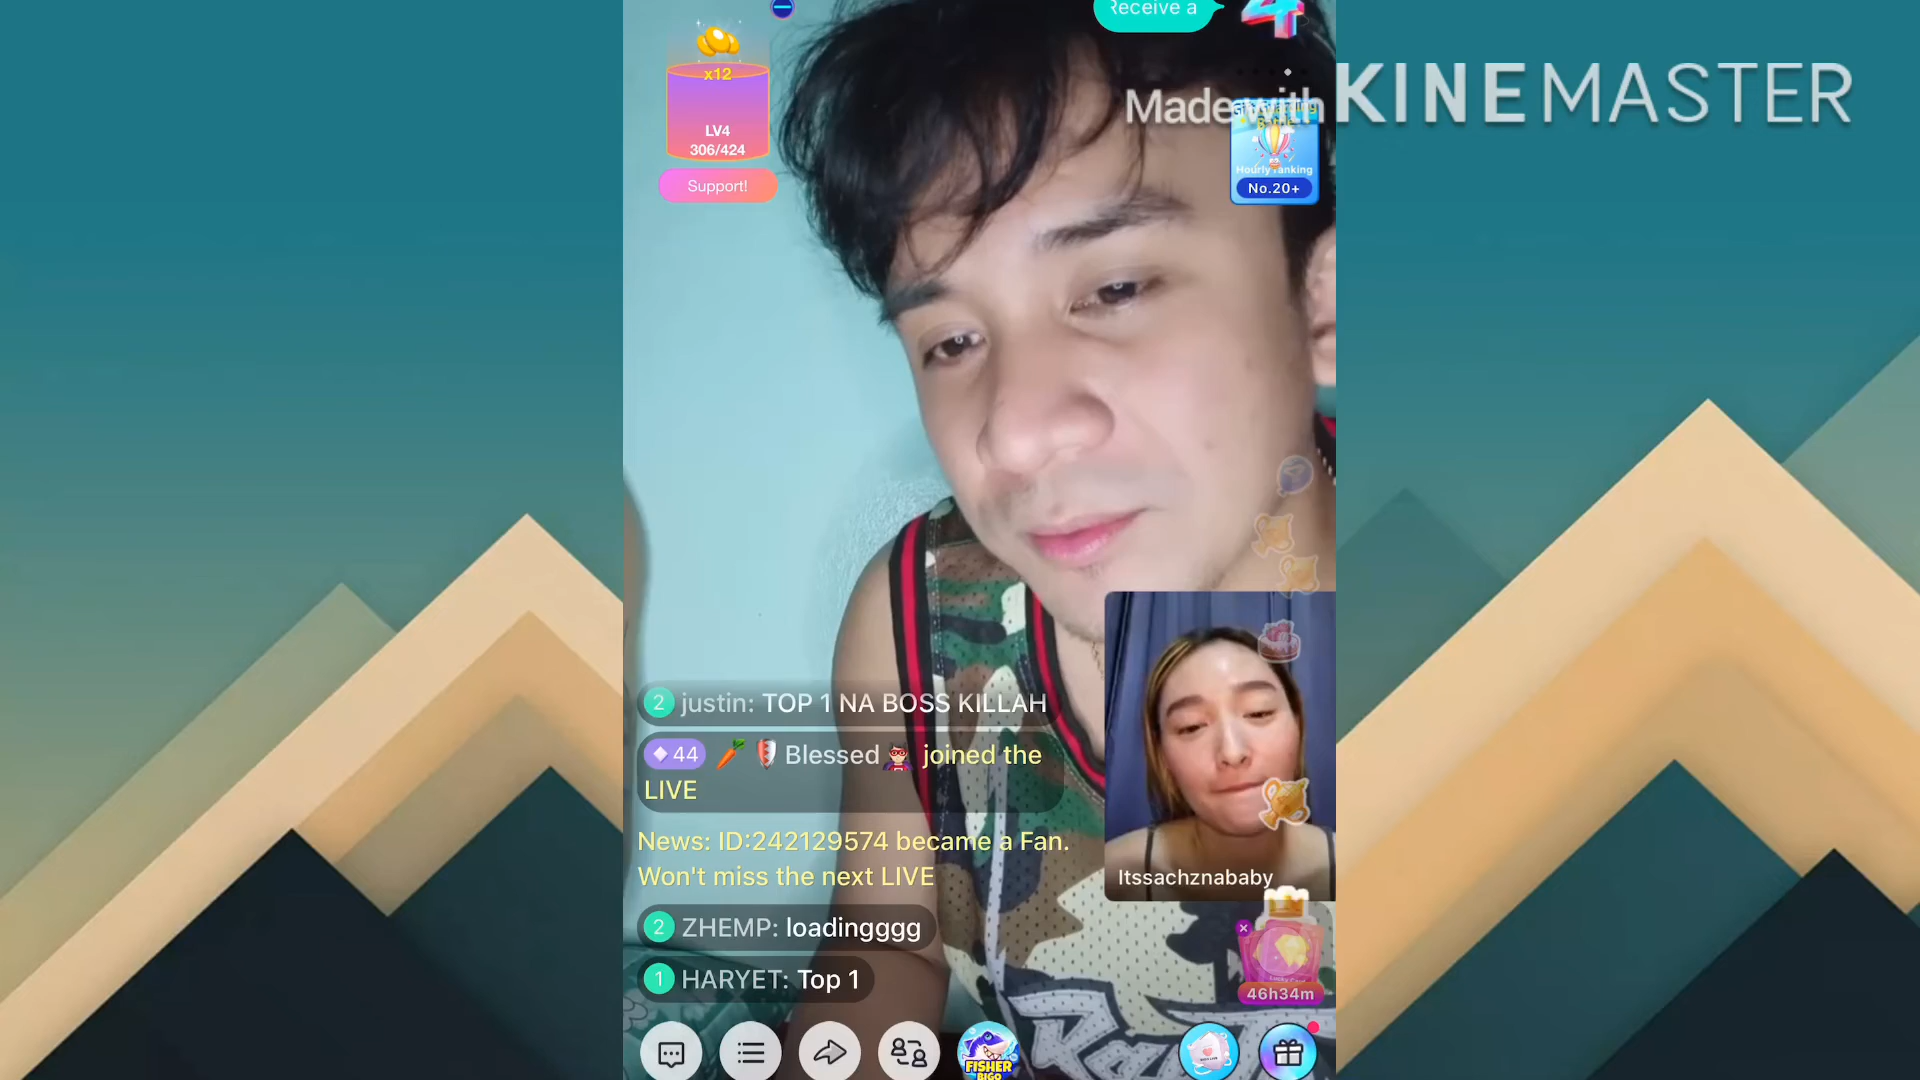 Receive a
4
x12
LV4
306/424
Support!
Made with KINEMASTER
Hourly ranking
No.20+
2 justin: TOP 1 NA BOSS KILLAH
44 Blessed joined the
LIVE
News: ID:242129574 became a Fan.
Won't miss the next LIVE
2 ZHEMP: loadingggg
1 HARYET: Top 1
Itssachznababy
46h34m
FISHER
BIGO